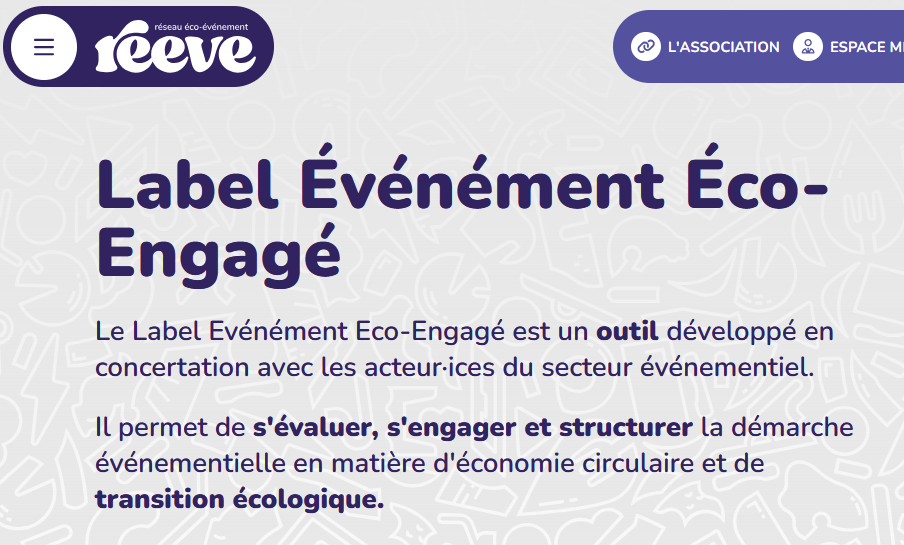 réseau éco-événement
reeve
L'ASSOCIATION
ESPACE
Label Événément Éco-
Engagé
Le Label Evénément Eco-Engagé est un outil développé en
concertation avec les acteur·ices du secteur événementiel.
Il permet de s'évaluer, s'engager et structurer la démarche
événementielle en matière d'économie circulaire et de
transition écologique.